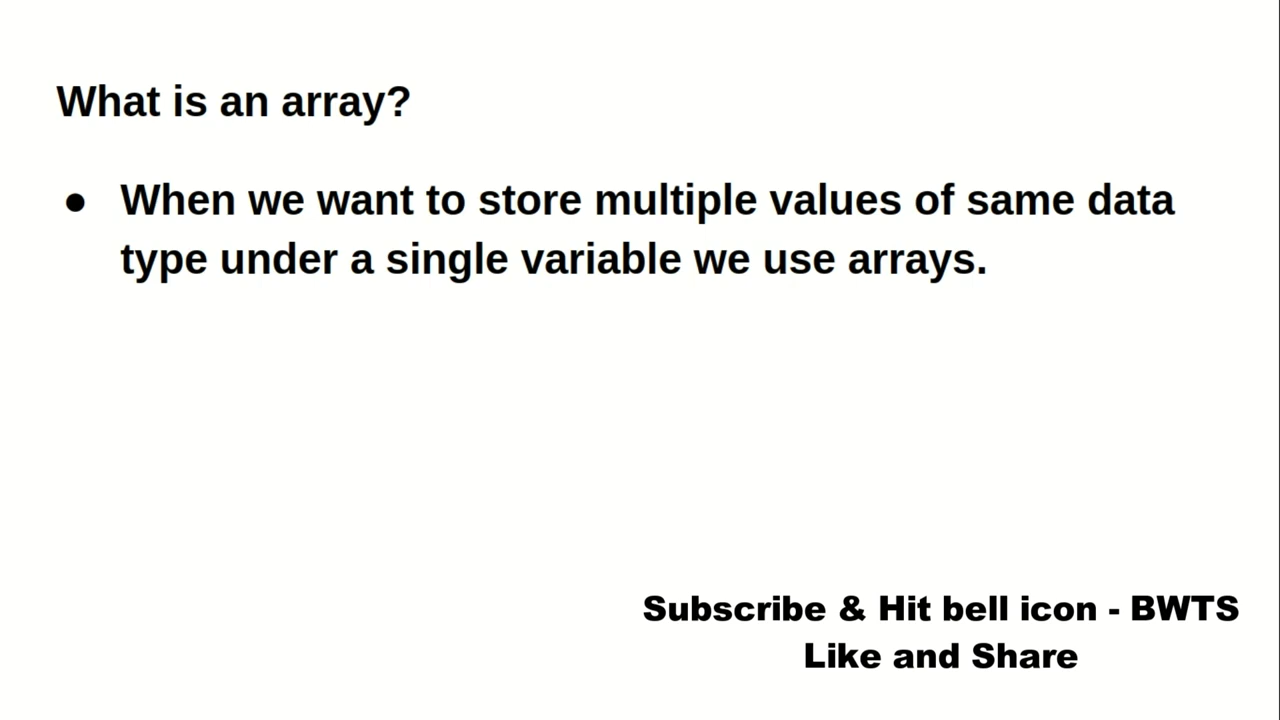 What is an array?
● When we want to store multiple values of same data
type under a single variable we use arrays.
Subscribe & Hit bell icon - BWTS
Like and Share